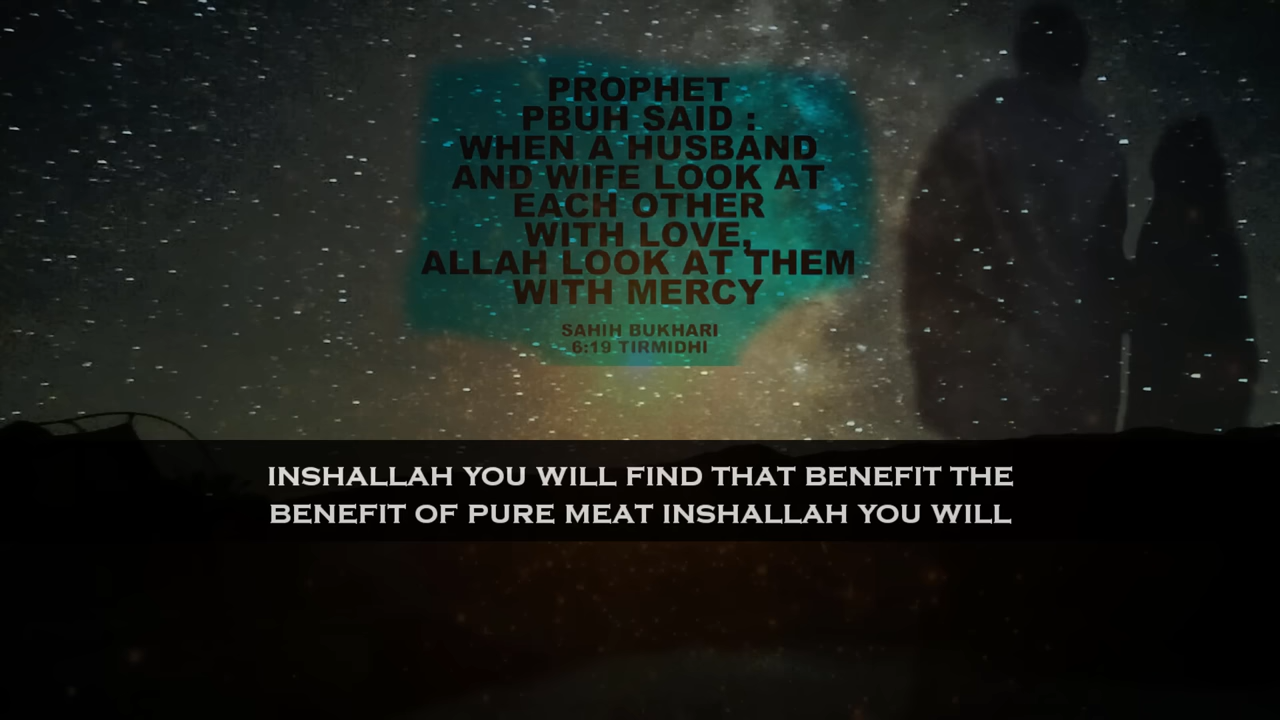 PROPHET
PBUH SAID :
WHEN A HUSBAND
AND WIFE LOOK AT
EACH OTHER
WITH LOVE,
ALLAH LOOK AT THEM
WITH MERCY
SAHIH BUKHARI
6:19 TIRMIDHI
INSHALLAH YOU WILL FIND THAT BENEFIT THE
BENEFIT OF PURE MEAT INSHALLAH YOU WILL